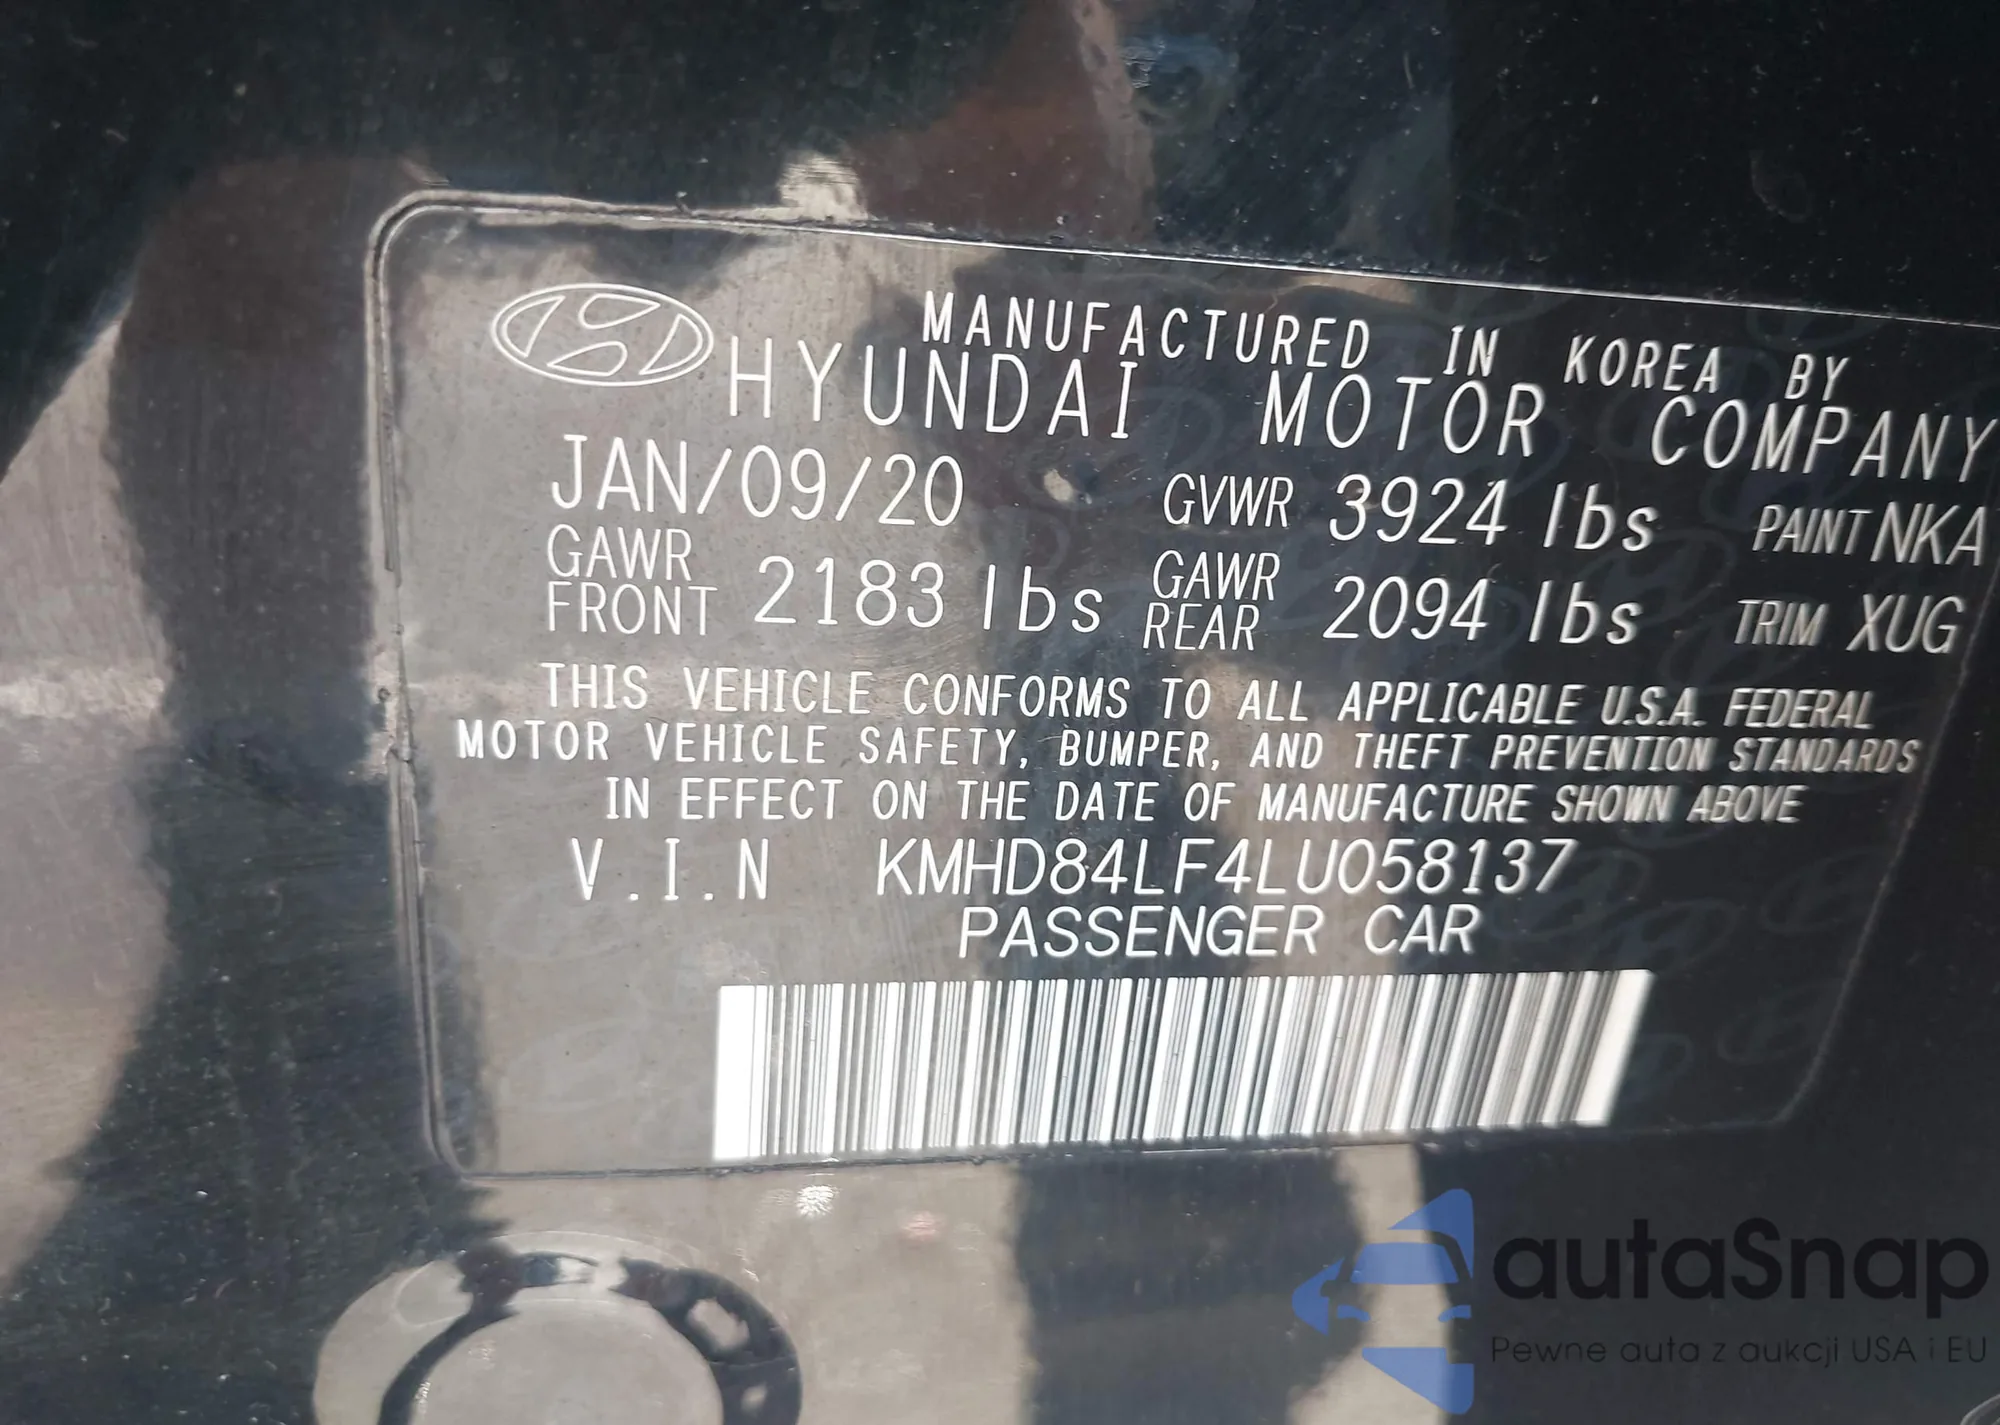 MANUFACTURED IN KOREA BY
HYUNDAI MOTOR COMPANY
JAN/09/20 GVWR 3924 lbs PAINT NKA
GAWR FRONT 2183 lbs GAWR REAR 2094 lbs TRIM XUG
THIS VEHICLE CONFORMS TO ALL APPLICABLE U.S.A. FEDERAL
MOTOR VEHICLE SAFETY, BUMPER, AND THEFT PREVENTION STANDARDS
IN EFFECT ON THE DATE OF MANUFACTURE SHOWN ABOVE
V.I.N KMHD84LF4LU058137
PASSENGER CAR
autaSnap
Pewne auta z aukcji USA i EU